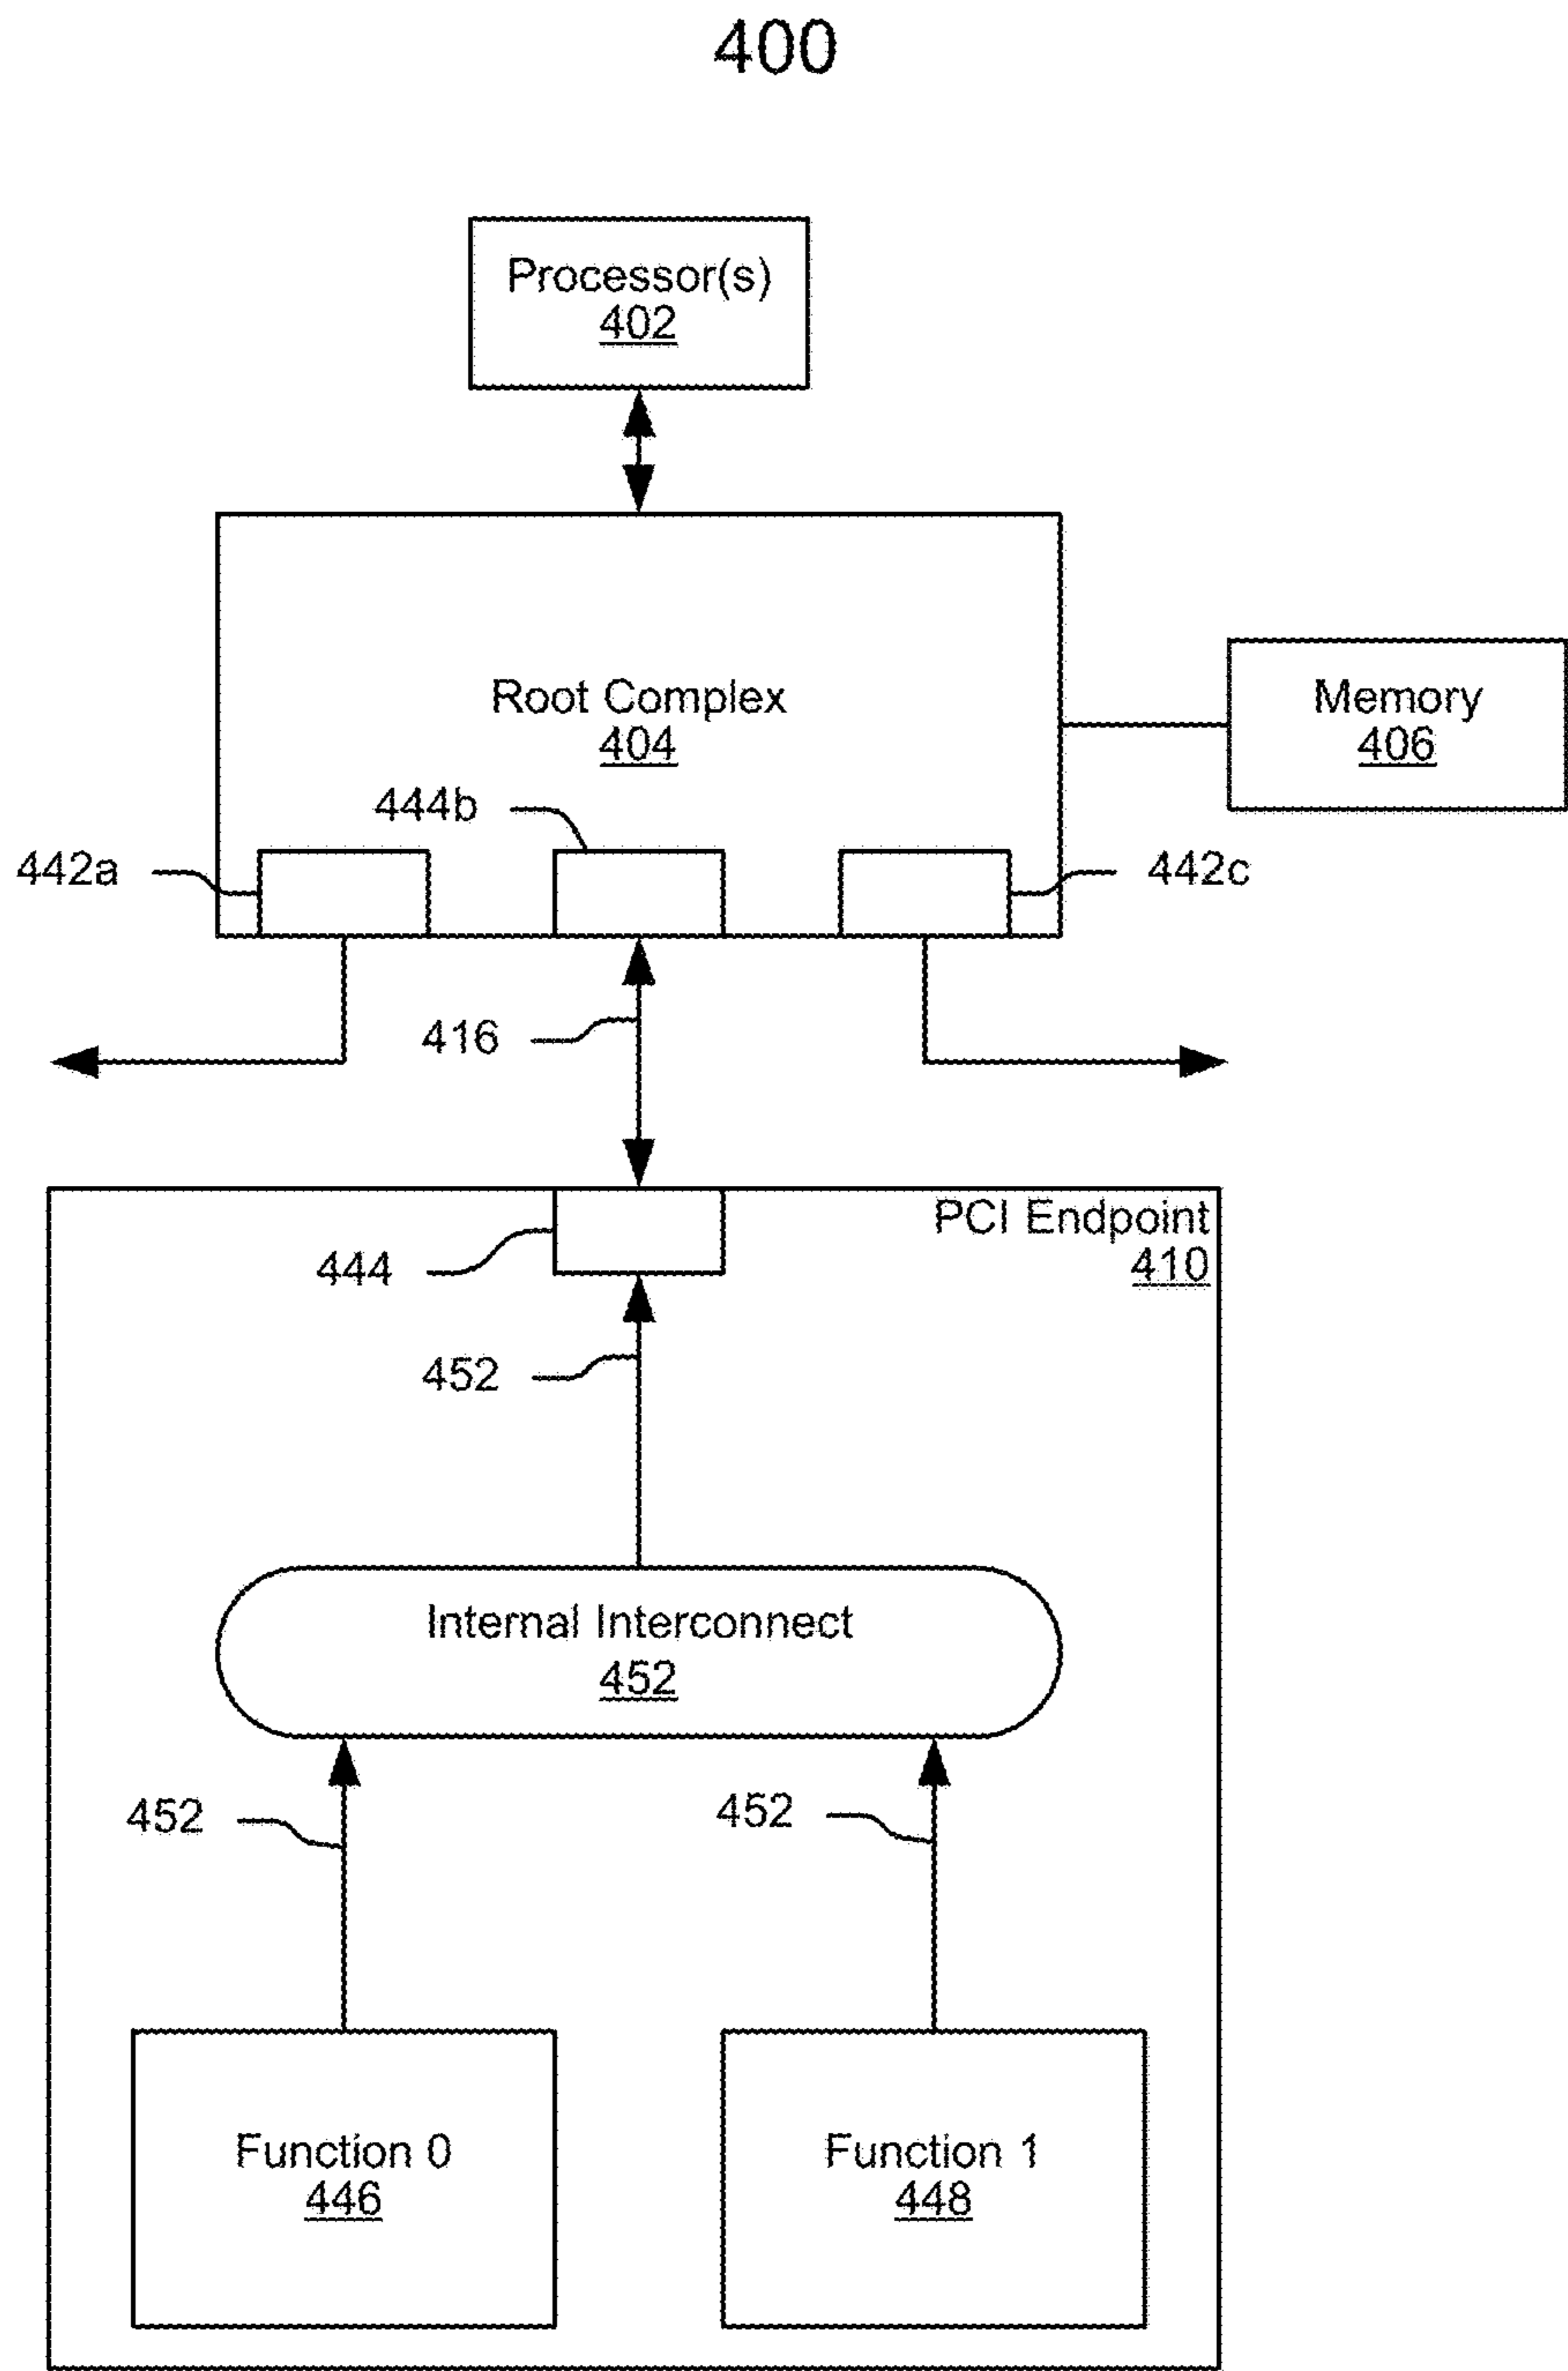 400
Processor(s)
402
Root Complex
404
Memory
406
444b
442a
442c
416
PCI Endpoint
410
444
452
Internal Interconnect
452
452
452
Function 0
446
Function 1
448